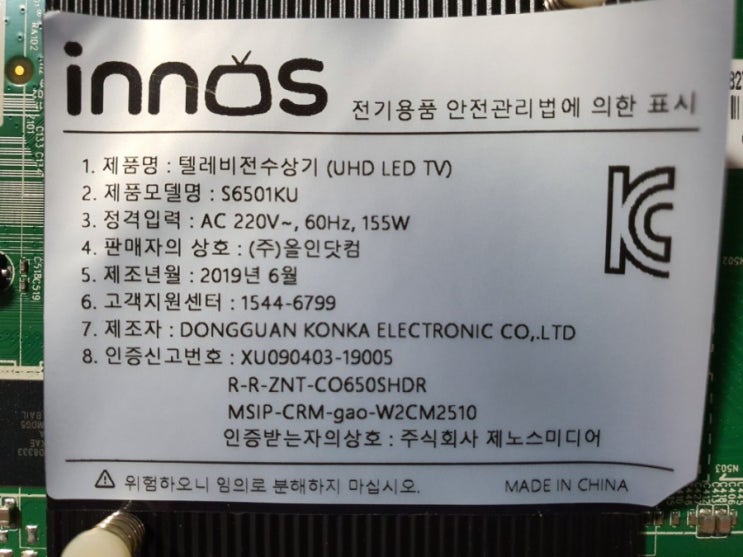 innos 전기용품 안전관리법에 의한 표시
1. 제품명 : 텔레비전수상기 (UHD LED TV)
2. 제품모델명 : S6501KU
3. 정격입력 : AC 220V~, 60Hz, 155W
4. 판매자의 상호 : (주)올인닷컴
5. 제조년월 : 2019년 6월
6. 고객지원센터 : 1544-6799
7. 제조자 : DONGGUAN KONKA ELECTRONIC CO,.LTD
8. 인증신고번호 : XU090403-19005
R-R-ZNT-CO650SHDR
MSIP-CRM-gao-W2CM2510
인증받는자의상호 : 주식회사 제노스미디어
KC
⚠ 위험하오니 임의로 분해하지 마십시오. MADE IN CHINA
RA102
C518C519
N502
N503